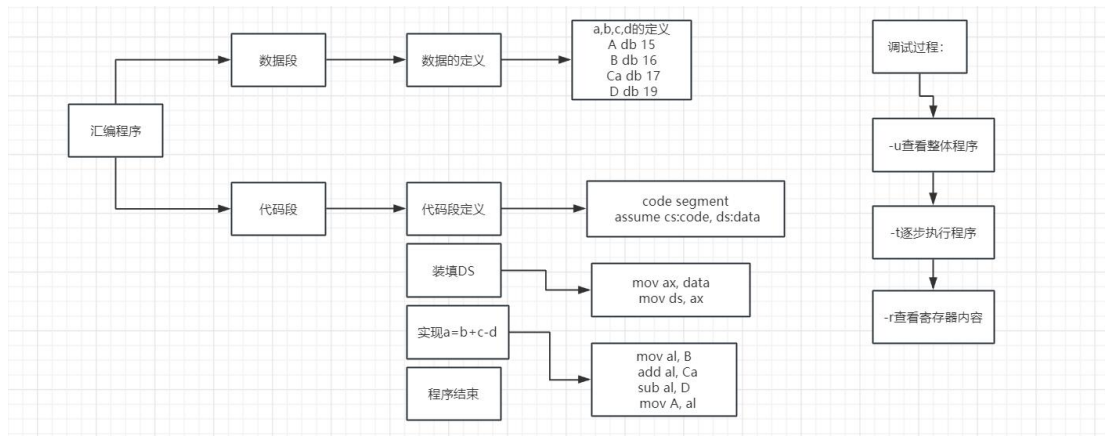 汇编程序
数据段
数据的定义
a,b,c,d的定义
A db 15
B db 16
Ca db 17
D db 19
代码段
代码段定义
code segment
assume cs:code, ds:data
装填DS
mov ax, data
mov ds, ax
实现a=b+c-d
mov al, B
add al, Ca
sub al, D
mov A, al
程序结束
调试过程：
-u查看整体程序
-t逐步执行程序
-r查看寄存器内容